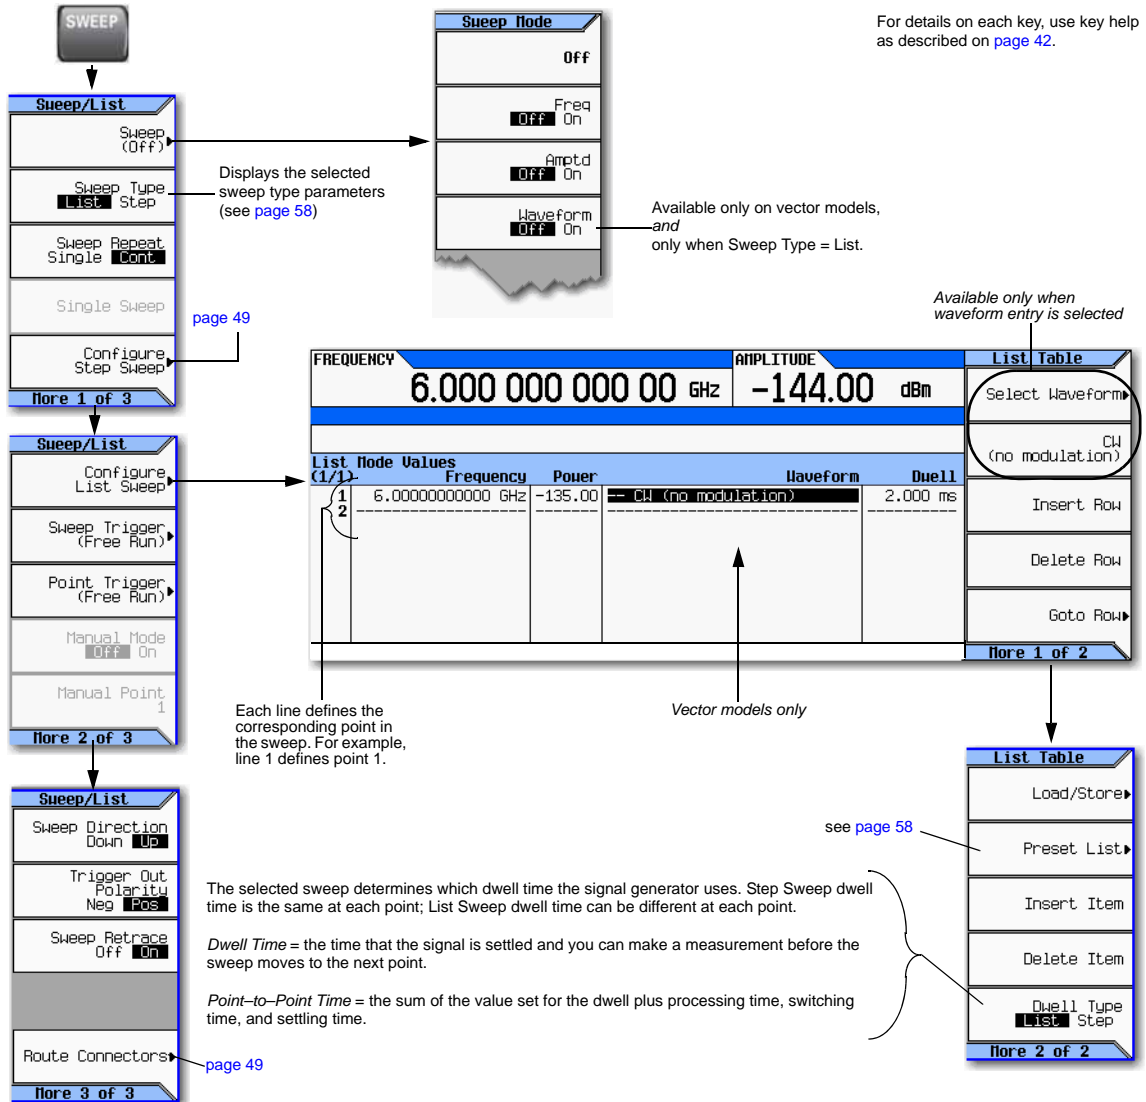 SWEEP
Sweep/List
Sweep
(Off)
Sweep Type
List Step
Sweep Repeat
Single Cont
Single Sweep
Configure
Step Sweep
More 1 of 3
Displays the selected
sweep type parameters
(see page 58)
page 49
Sweep Mode
Off
Freq
Off On
Amptd
Off On
Waveform
Off On
Available only on vector models,
and
only when Sweep Type = List.
For details on each key, use key help
as described on page 42.
Available only when
waveform entry is selected
Sweep/List
Configure
List Sweep
Sweep Trigger
(Free Run)
Point Trigger
(Free Run)
Manual Mode
Off On
Manual Point
1
More 2 of 3
FREQUENCY
6.000 000 000 00 GHz
AMPLITUDE
-144.00 dBm
List Mode Values
(1/1) Frequency Power Waveform Dwell
1 6.00000000000 GHz -135.00 -- CW (no modulation) 2.000 ms
2 ----------------- ------- ------------------------------ ---------
List Table
Select Waveform
CW
(no modulation)
Insert Row
Delete Row
Goto Row
More 1 of 2
Each line defines the
corresponding point in
the sweep. For example,
line 1 defines point 1.
Vector models only
Sweep/List
Sweep Direction
Down Up
Trigger Out
Polarity
Neg Pos
Sweep Retrace
Off On
Route Connectors
More 3 of 3
page 49
The selected sweep determines which dwell time the signal generator uses. Step Sweep dwell
time is the same at each point; List Sweep dwell time can be different at each point.
Dwell Time = the time that the signal is settled and you can make a measurement before the
sweep moves to the next point.
Point–to–Point Time = the sum of the value set for the dwell plus processing time, switching
time, and settling time.
see page 58
List Table
Load/Store
Preset List
Insert Item
Delete Item
Dwell Type
List Step
More 2 of 2